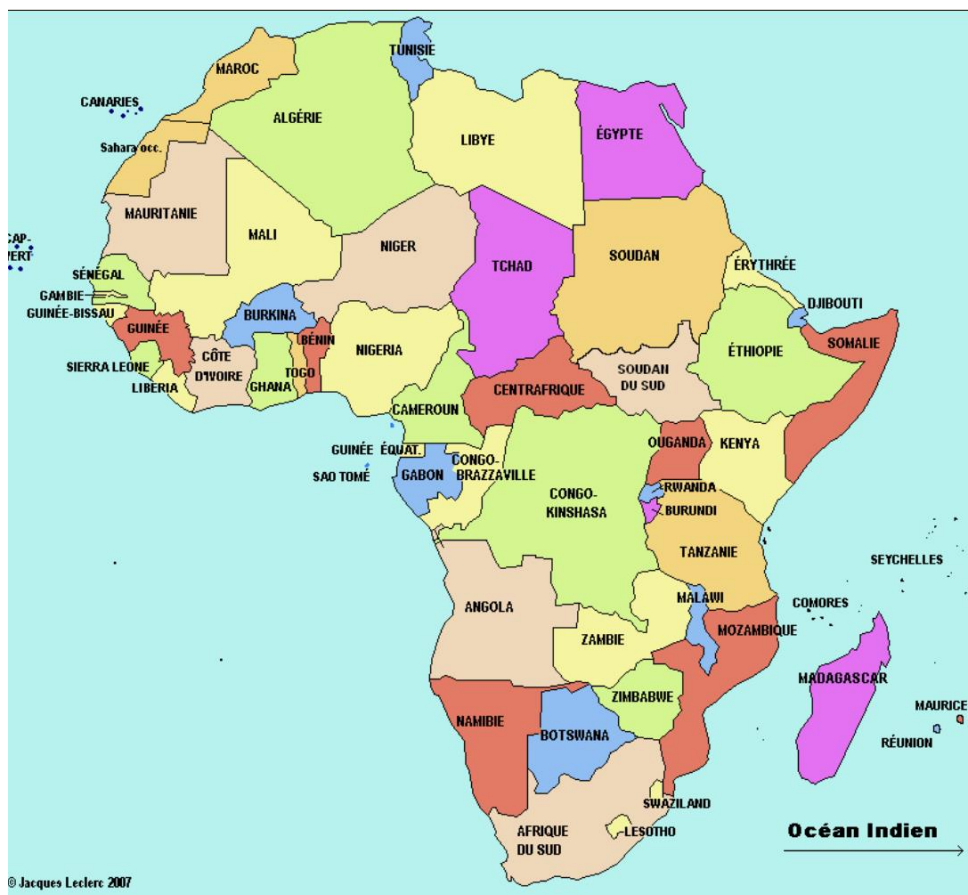 TUNISIE
MAROC
CANARIES
ALGÉRIE
LIBYE
ÉGYPTE
Sahara occ.
MAURITANIE
MALI
NIGER
TCHAD
SOUDAN
CAP-
VERT
ÉRYTHRÉE
SÉNÉGAL
GAMBIE
DJIBOUTI
GUINÉE-BISSAU
BURKINA
GUINÉE
BÉNIN
NIGERIA
SOMALIE
ÉTHIOPIE
CÔTE
D'IVOIRE
SIERRA LEONE
TOGO
SOUDAN
DU SUD
LIBERIA
GHANA
CENTRAFRIQUE
CAMEROUN
OUGANDA
KENYA
GUINÉE ÉQUAT.
CONGO-
BRAZZAVILLE
SAO TOMÉ
GABON
RWANDA
CONGO-
KINSHASA
BURUNDI
TANZANIE
SEYCHELLES
MALAWI
COMORES
ANGOLA
MOZAMBIQUE
ZAMBIE
MADAGASCAR
ZIMBABWE
MAURICE
NAMIBIE
BOTSWANA
RÉUNION
SWAZILAND
AFRIQUE
DU SUD
LESOTHO
Océan Indien
© Jacques Leclerc 2007